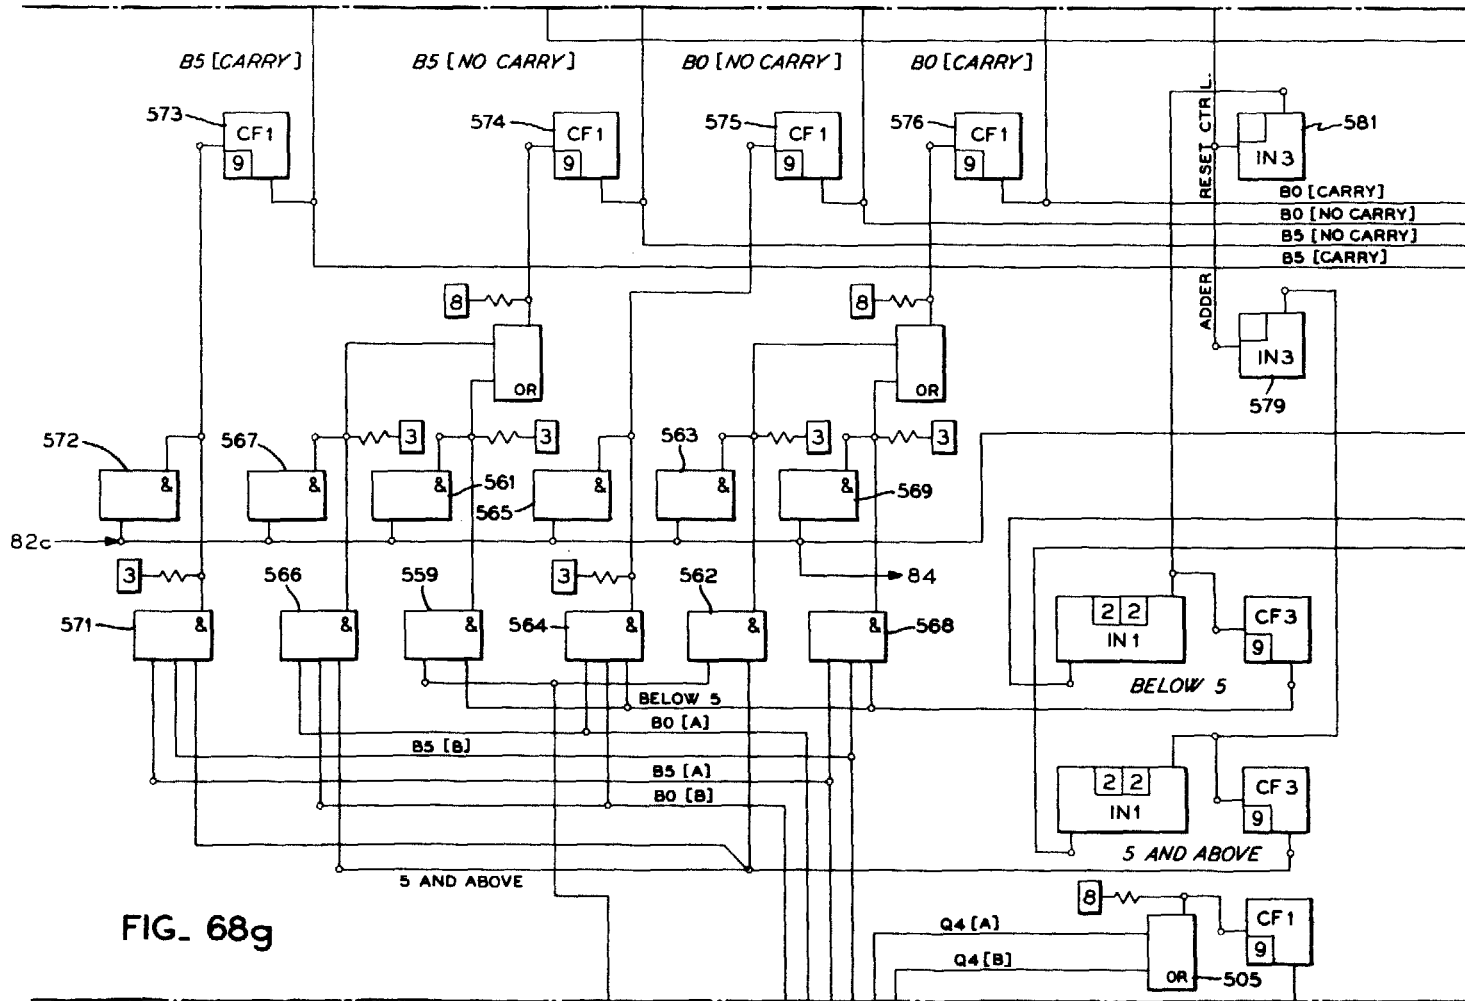 B5 [CARRY]
B5 [NO CARRY]
B0 [NO CARRY]
B0 [CARRY]
573
CF1
9
574
CF1
9
575
CF1
9
576
CF1
9
ADDER RESET CTRL.
581
IN3
B0 [CARRY]
B0 [NO CARRY]
B5 [NO CARRY]
B5 [CARRY]
8
OR
8
OR
IN3
579
572
&
567
&
3
561
&
3
565
&
563
&
3
569
&
3
82c
84
3
571
&
566
&
559
&
3
564
&
562
&
568
&
2 2
IN1
CF3
9
BELOW 5
BELOW 5
B0 [A]
B5 [B]
B5 [A]
B0 [B]
2 2
IN1
CF3
9
5 AND ABOVE
5 AND ABOVE
8
Q4 [A]
Q4 [B]
OR
505
CF1
9
FIG_ 68g